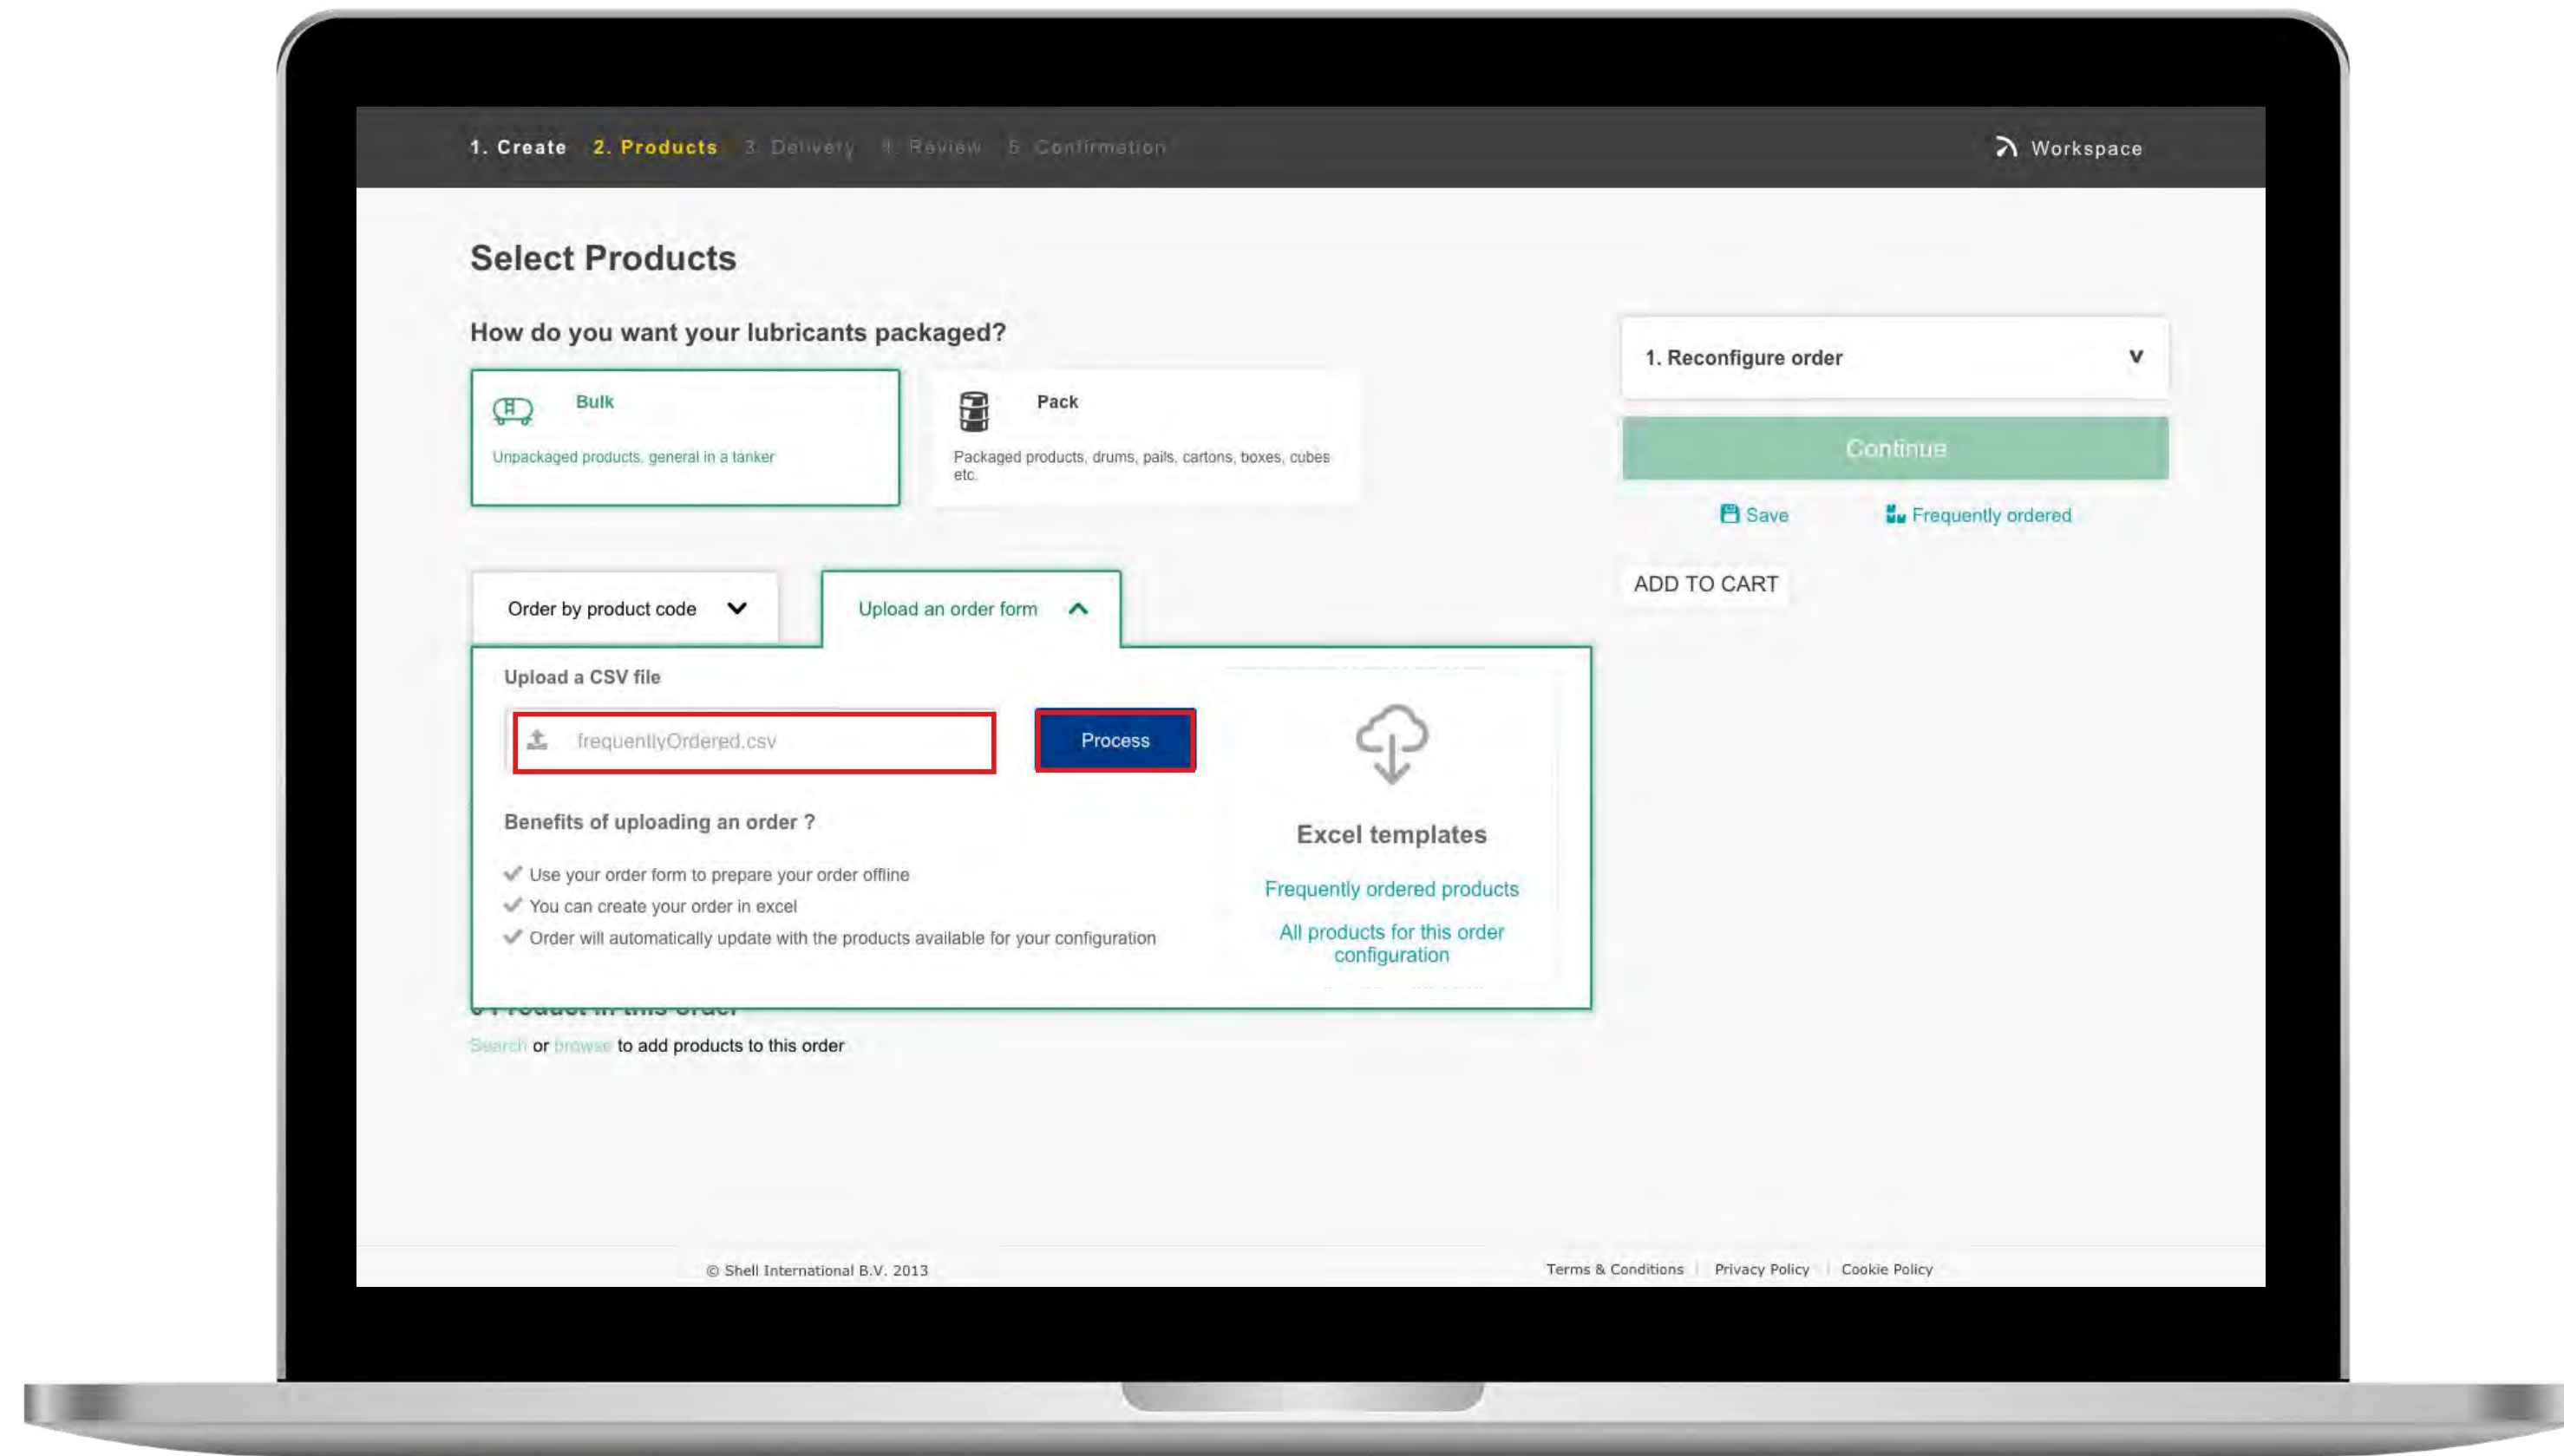 1. Create 2. Products 3. Delivery 4. Review 5. Confirmation
Workspace
Select Products
How do you want your lubricants packaged?
Bulk
Unpackaged products, general in a tanker
Pack
Packaged products, drums, pails, cartons, boxes, cubes
etc.
1. Reconfigure order
Continue
Save
Frequently ordered
ADD TO CART
Order by product code
Upload an order form
Upload a CSV file
frequentlyOrdered.csv
Process
Benefits of uploading an order ?
Use your order form to prepare your order offline
You can create your order in excel
Order will automatically update with the products available for your configuration
Excel templates
Frequently ordered products
All products for this order
configuration
Product in this order
Search or browse to add products to this order
© Shell International B.V. 2013
Terms & Conditions
Privacy Policy
Cookie Policy